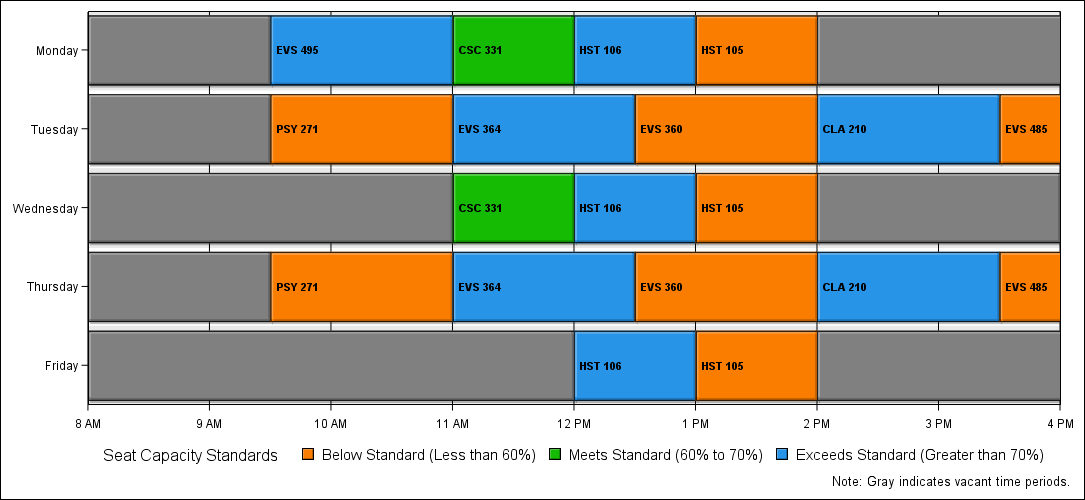 Monday EVS 495 CSC 331 HST 106 HST 105
Tuesday PSY 271 EVS 364 EVS 360 CLA 210 EVS 485
Wednesday CSC 331 HST 106 HST 105
Thursday PSY 271 EVS 364 EVS 360 CLA 210 EVS 485
Friday HST 106 HST 105
8 AM 9 AM 10 AM 11 AM 12 PM 1 PM 2 PM 3 PM 4 PM
Seat Capacity Standards Below Standard (Less than 60%) Meets Standard (60% to 70%) Exceeds Standard (Greater than 70%)
Note: Gray indicates vacant time periods.